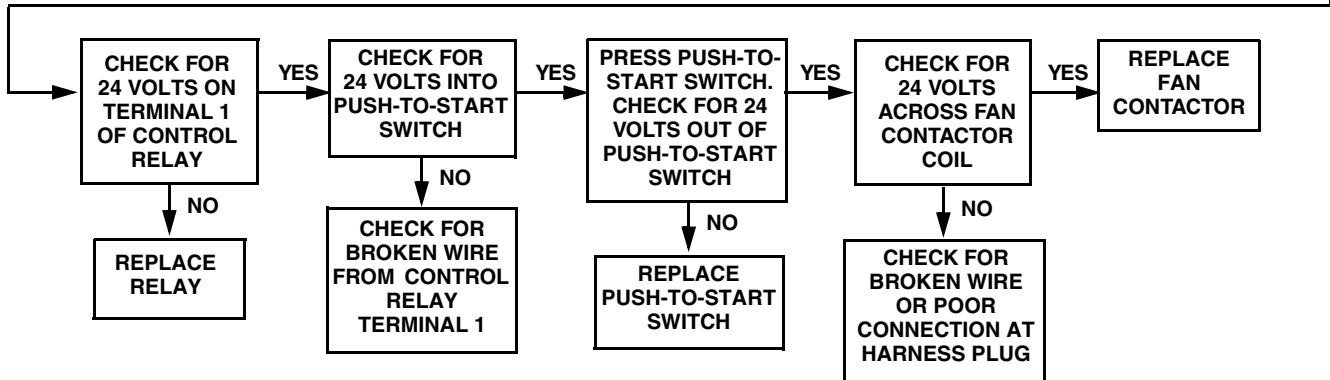 CHECK FOR
24 VOLTS ON
TERMINAL 1
OF CONTROL
RELAY
YES
NO
REPLACE
RELAY
CHECK FOR
24 VOLTS INTO
PUSH-TO-START
SWITCH
YES
NO
CHECK FOR
BROKEN WIRE
FROM CONTROL
RELAY
TERMINAL 1
PRESS PUSH-TO-
START SWITCH.
CHECK FOR 24
VOLTS OUT OF
PUSH-TO-START
SWITCH
YES
NO
REPLACE
PUSH-TO-START
SWITCH
CHECK FOR
24 VOLTS
ACROSS FAN
CONTACTOR
COIL
YES
NO
CHECK FOR
BROKEN WIRE
OR POOR
CONNECTION AT
HARNESS PLUG
REPLACE
FAN
CONTACTOR